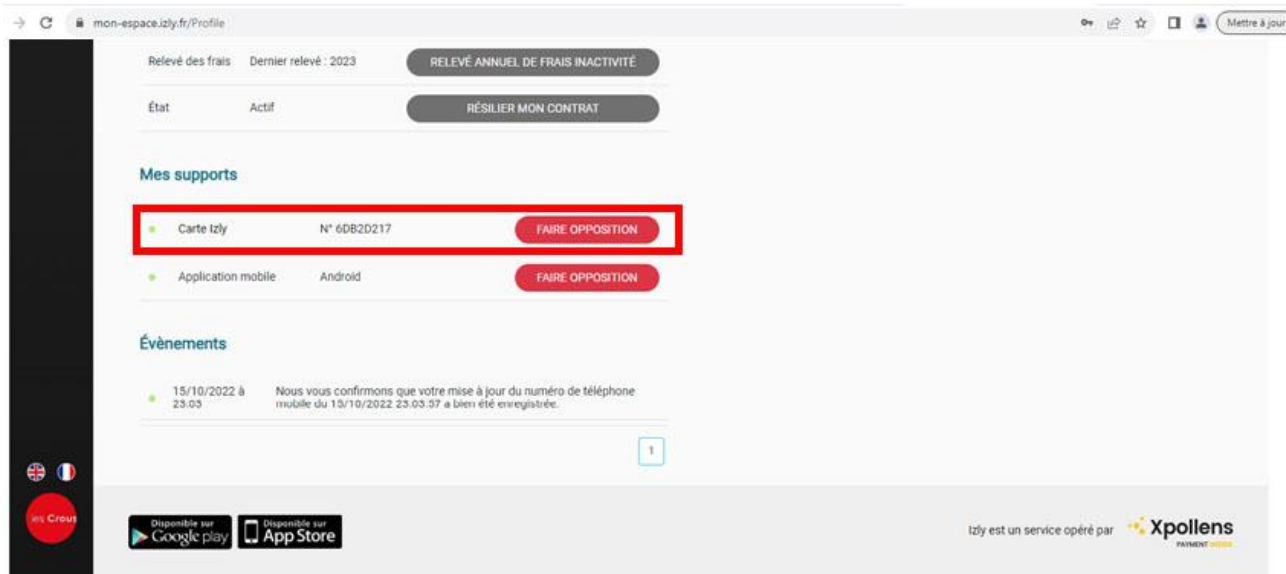 mon-espace.izly.fr/Profile
Mettre à jour
Relevé des frais Dernier relevé : 2023 RELEVÉ ANNUEL DE FRAIS INACTIVITÉ
État Actif RÉSILIER MON CONTRAT
Mes supports
Carte Izly N° 6DB2D217 FAIRE OPPOSITION
Application mobile Android FAIRE OPPOSITION
Évènements
15/10/2022 à Nous vous confirmons que votre mise à jour du numéro de téléphone
23:03 mobile du 15/10/2022 23:03:57 a bien été enregistrée.
1
les Crous
Disponible sur Disponible sur
Google play App Store
Izly est un service opéré par Xpollens
PAYMENT